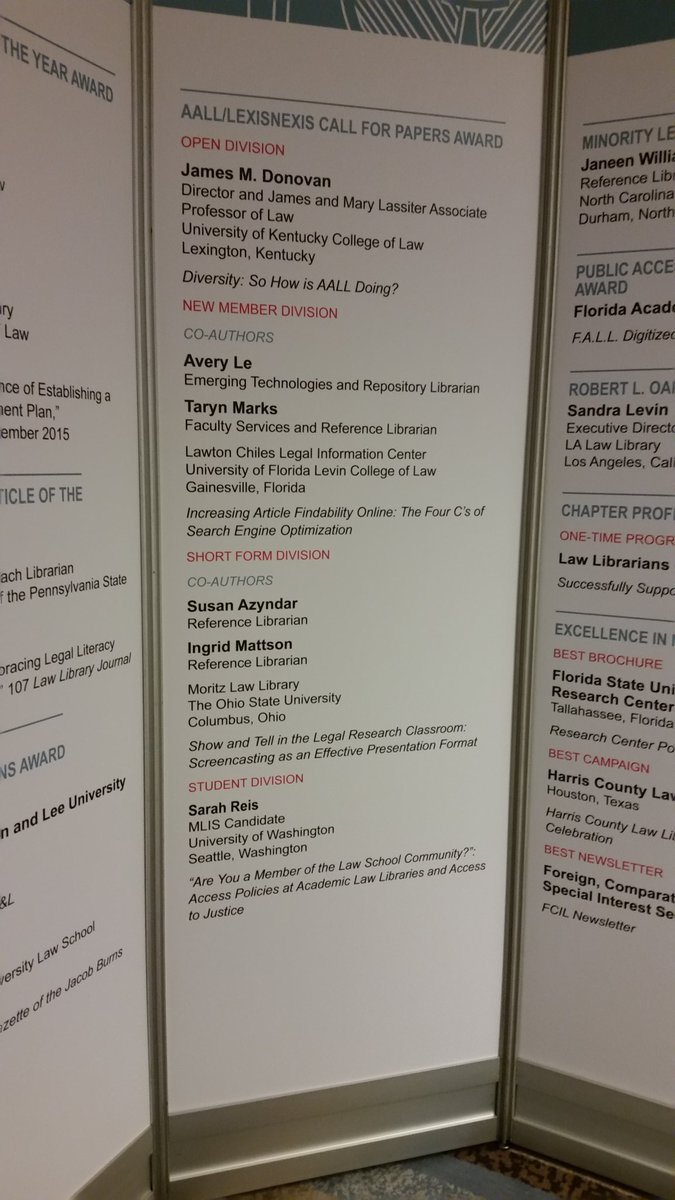 THE YEAR AWARD
Law
nce of Establishing a
ment Plan,”
ember 2015
TICLE OF THE
ach Librarian
f the Pennsylvania State
bracing Legal Literacy
” 107 Law Library Journal
NS AWARD
n and Lee University
&L
versity Law School
azette of the Jacob Burns
AALL/LEXISNEXIS CALL FOR PAPERS AWARD
OPEN DIVISION
James M. Donovan
Director and James and Mary Lassiter Associate
Professor of Law
University of Kentucky College of Law
Lexington, Kentucky
Diversity: So How is AALL Doing?
NEW MEMBER DIVISION
CO-AUTHORS
Avery Le
Emerging Technologies and Repository Librarian
Taryn Marks
Faculty Services and Reference Librarian
Lawton Chiles Legal Information Center
University of Florida Levin College of Law
Gainesville, Florida
Increasing Article Findability Online: The Four C’s of
Search Engine Optimization
SHORT FORM DIVISION
CO-AUTHORS
Susan Azyndar
Reference Librarian
Ingrid Mattson
Reference Librarian
Moritz Law Library
The Ohio State University
Columbus, Ohio
Show and Tell in the Legal Research Classroom:
Screencasting as an Effective Presentation Format
STUDENT DIVISION
Sarah Reis
MLIS Candidate
University of Washington
Seattle, Washington
“Are You a Member of the Law School Community?”:
Access Policies at Academic Law Libraries and Access
to Justice
MINORITY LE
Janeen Willia
Reference Libr
North Carolina
Durham, North
PUBLIC ACCE
AWARD
Florida Acade
F.A.L.L. Digitized
ROBERT L. OA
Sandra Levin
Executive Directo
LA Law Library
Los Angeles, Cali
CHAPTER PROF
ONE-TIME PROGR
Law Librarians
Successfully Suppo
EXCELLENCE IN
BEST BROCHURE
Florida State Uni
Research Center
Tallahassee, Florida
Research Center Po
BEST CAMPAIGN
Harris County Law
Houston, Texas
Harris County Law Li
Celebration
BEST NEWSLETTER
Foreign, Comparat
Special Interest Se
FCIL Newsletter